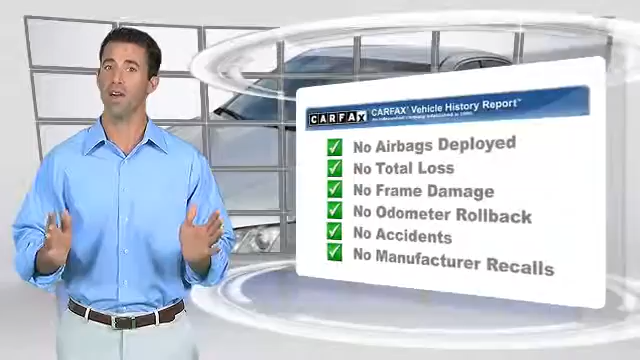 CARFAX CARFAX Vehicle History Report™
No Airbags Deployed
No Total Loss
No Frame Damage
No Odometer Rollback
No Accidents
No Manufacturer Recalls